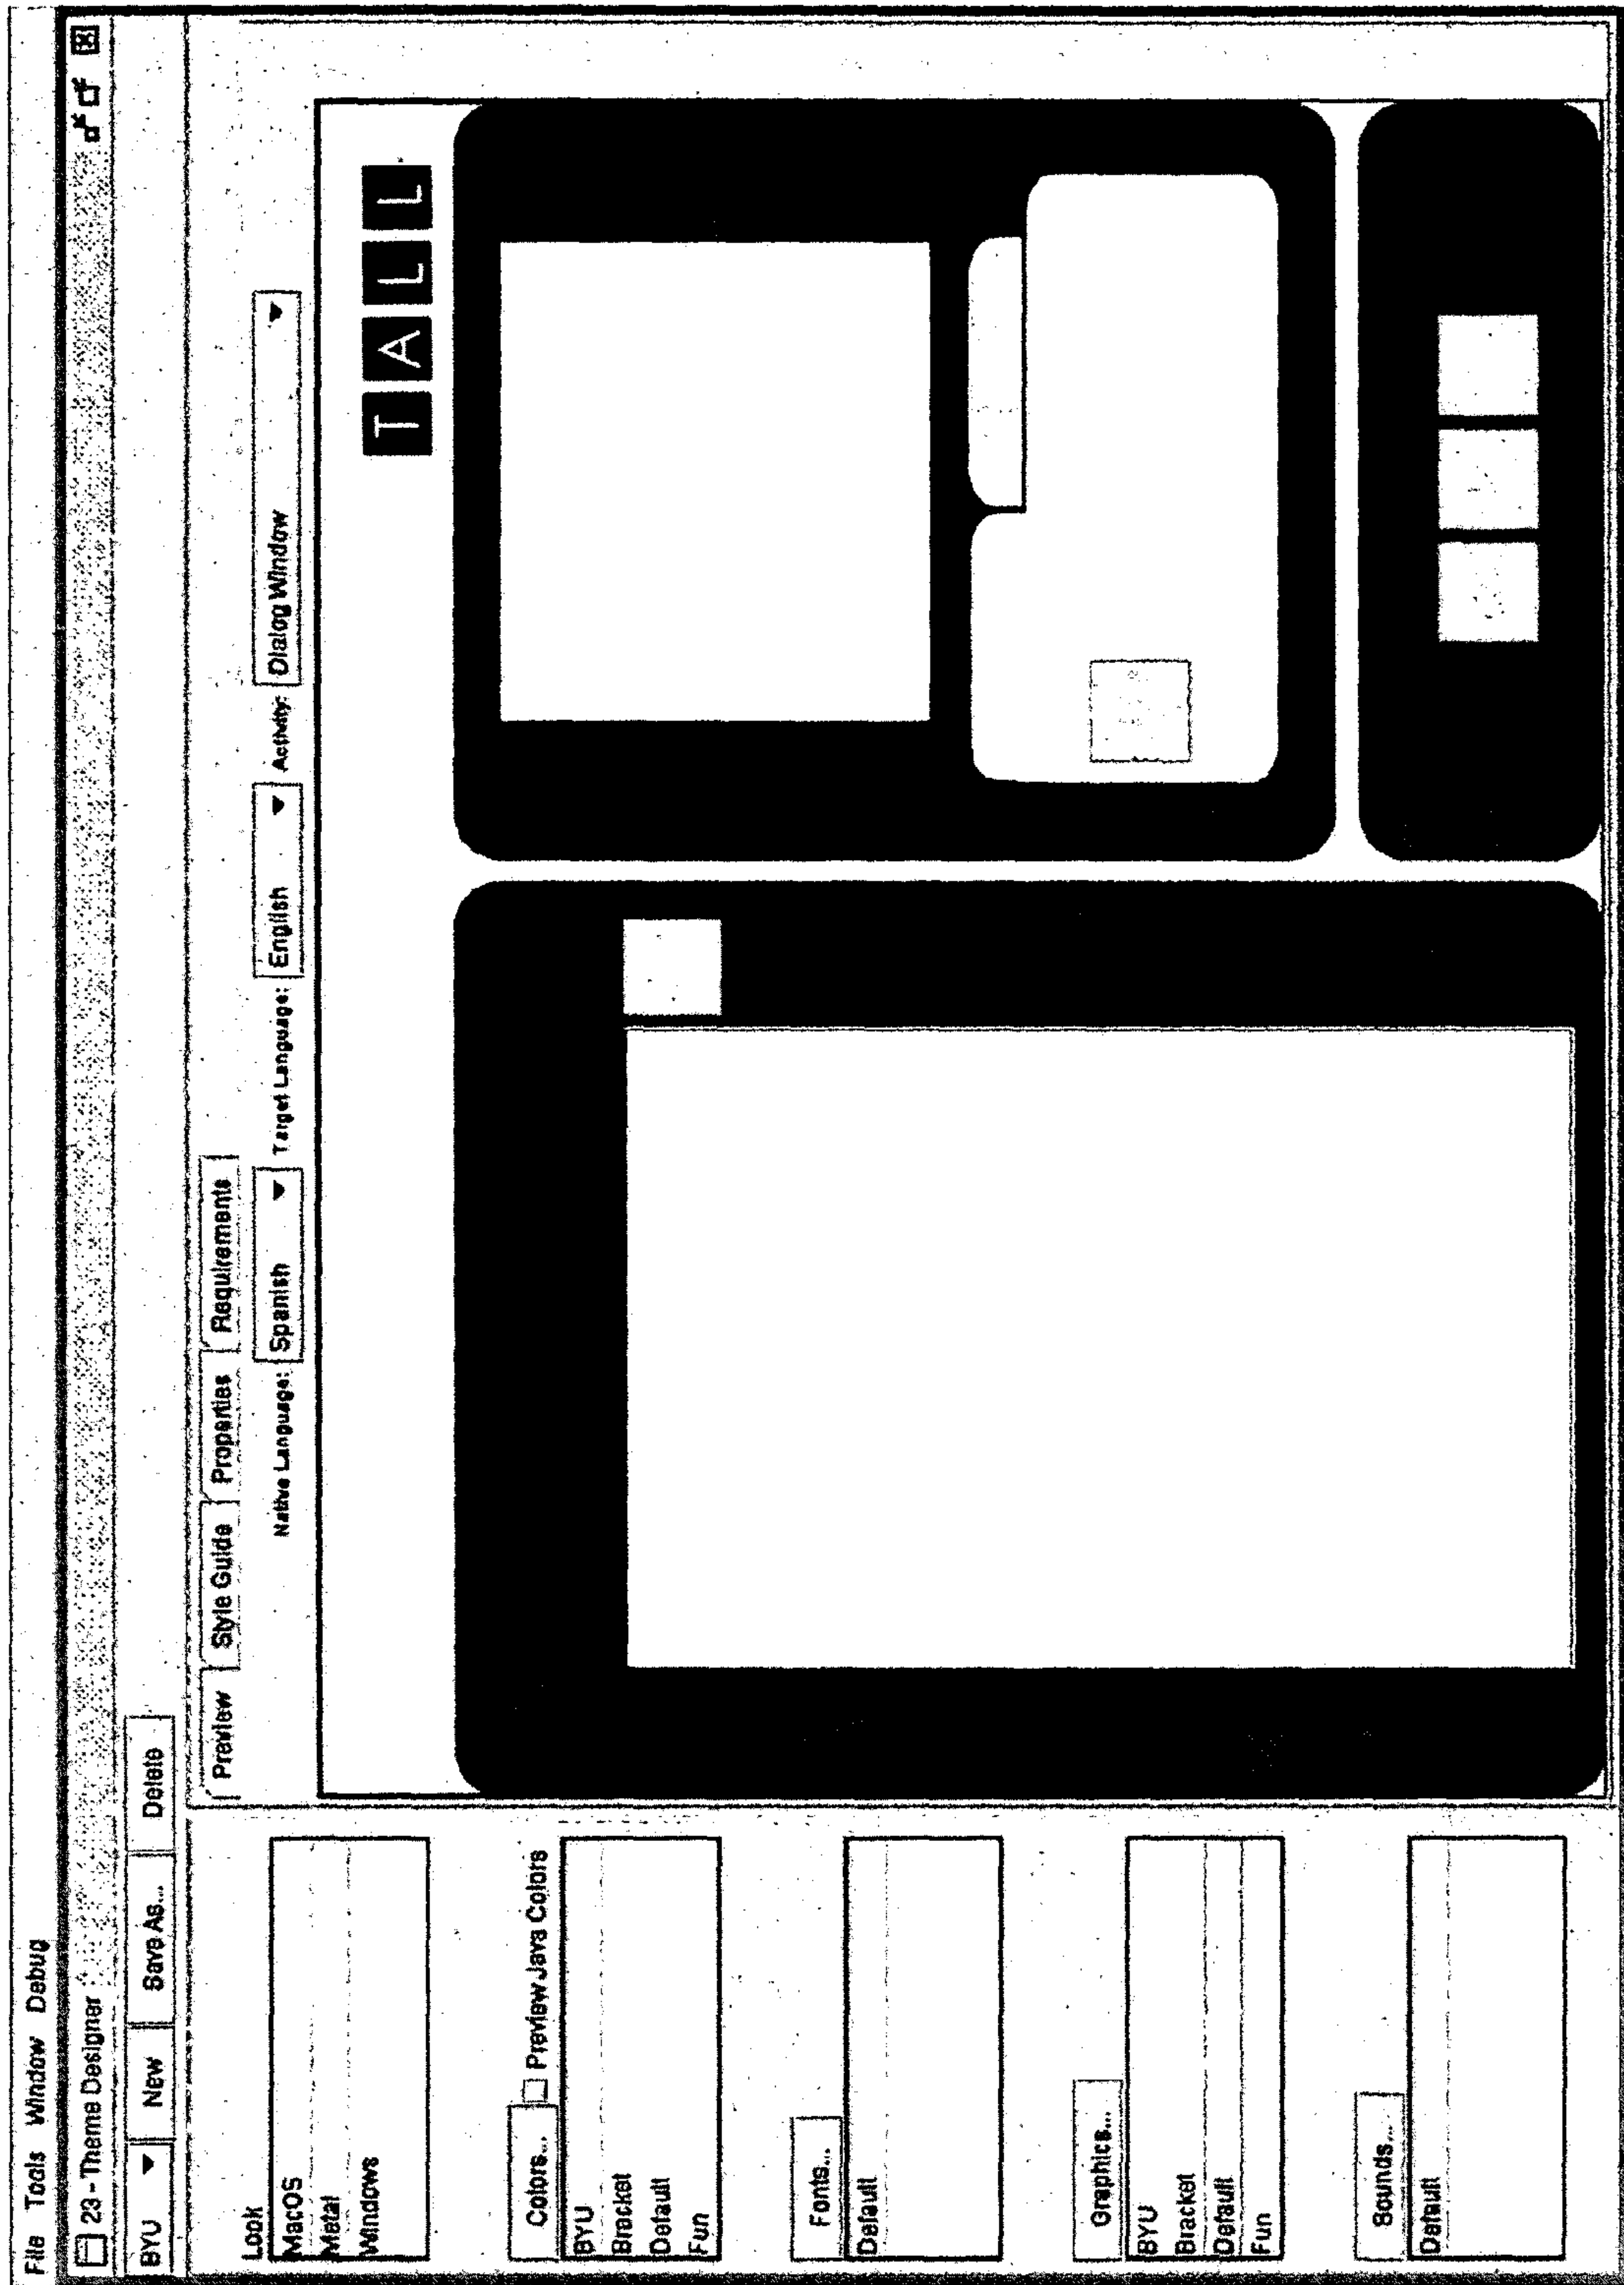 File Tools Window Debug
23 - Theme Designer
BYU New Save As... Delete
Look
MacOS
Metal
Windows
Colors... Preview Java Colors
BYU
Bracket
Default
Fun
Fonts...
Default
Graphics...
BYU
Bracket
Default
Fun
Sounds...
Default
Preview Style Guide Properties Requirements
Native Language: Spanish Target Language: English Activity: Dialog Window
T A L L